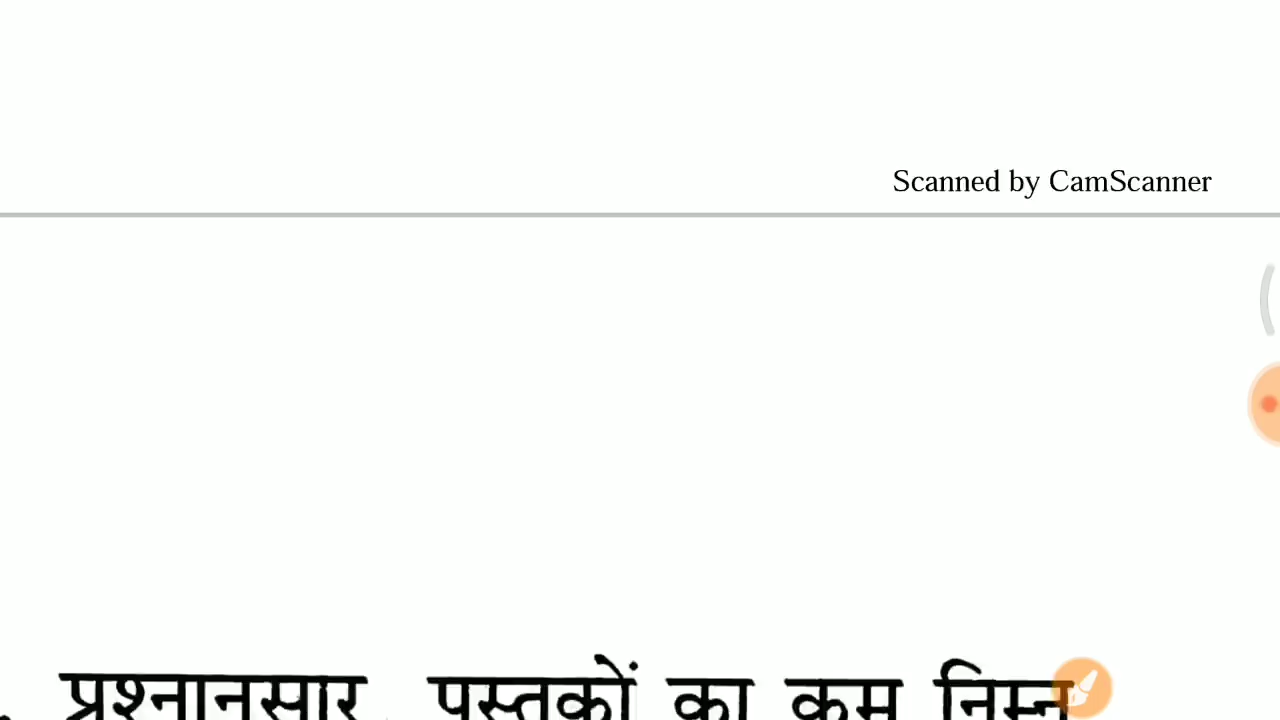 Scanned by CamScanner
प्रश्नानुसार, पुस्तकों का क्रम निम्न